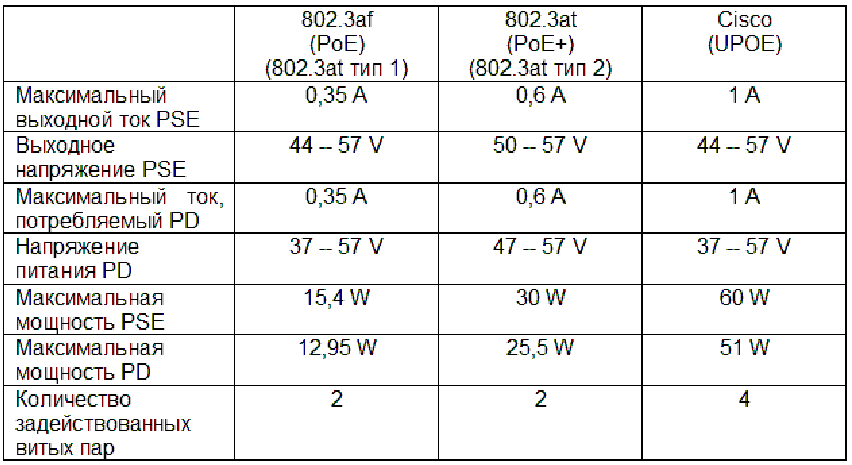 802.3af 802.3at Cisco
(PoE) (PoE+) (UPOE)
(802.3at тип 1) (802.3at тип 2)
Максимальный 0,35 A 0,6 A 1 A
выходной ток PSE
Выходное 44 -- 57 V 50 -- 57 V 44 -- 57 V
напряжение PSE
Максимальный ток, 0,35 A 0,6 A 1 A
потребляемый PD
Напряжение 37 -- 57 V 47 -- 57 V 37 -- 57 V
питания PD
Максимальная 15,4 W 30 W 60 W
мощность PSE
Максимальная 12,95 W 25,5 W 51 W
мощность PD
Количество 2 2 4
задействованных
витых пар